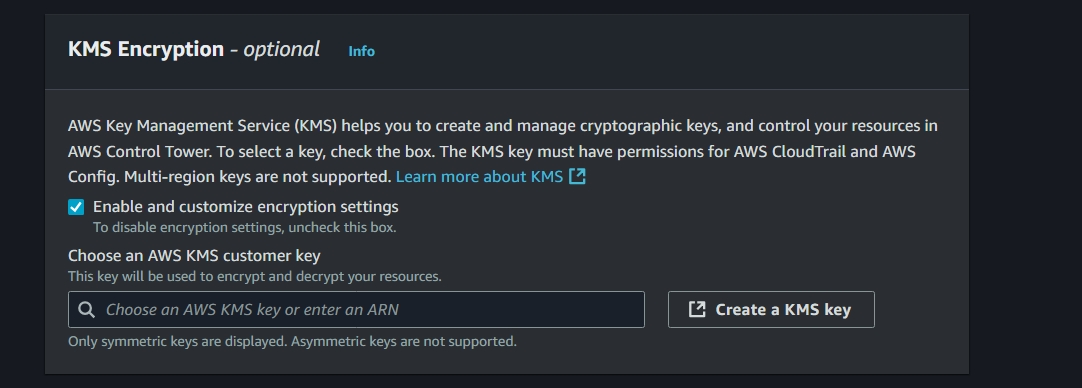 KMS Encryption - optional Info
AWS Key Management Service (KMS) helps you to create and manage cryptographic keys, and control your resources in
AWS Control Tower. To select a key, check the box. The KMS key must have permissions for AWS CloudTrail and AWS
Config. Multi-region keys are not supported. Learn more about KMS
Enable and customize encryption settings
To disable encryption settings, uncheck this box.
Choose an AWS KMS customer key
This key will be used to encrypt and decrypt your resources.
Choose an AWS KMS key or enter an ARN
Create a KMS key
Only symmetric keys are displayed. Asymmetric keys are not supported.